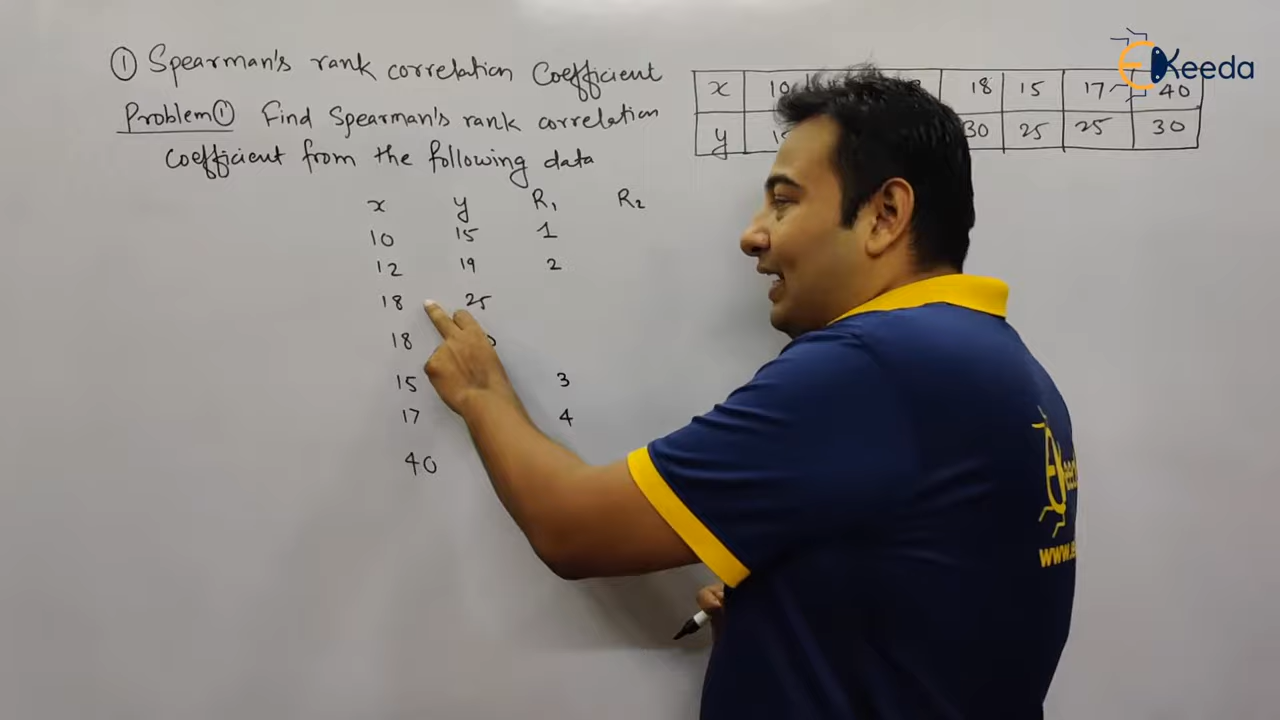 ① Spearman's rank correlation Coefficient
Problem① Find Spearman's rank correlation
coefficient from the following data
x 10 18 15 17 40
y 30 25 25 30
x y R₁ R₂
10 15 1
12 19 2
18 25
18
15 3
17 4
40
Keeda
www.e